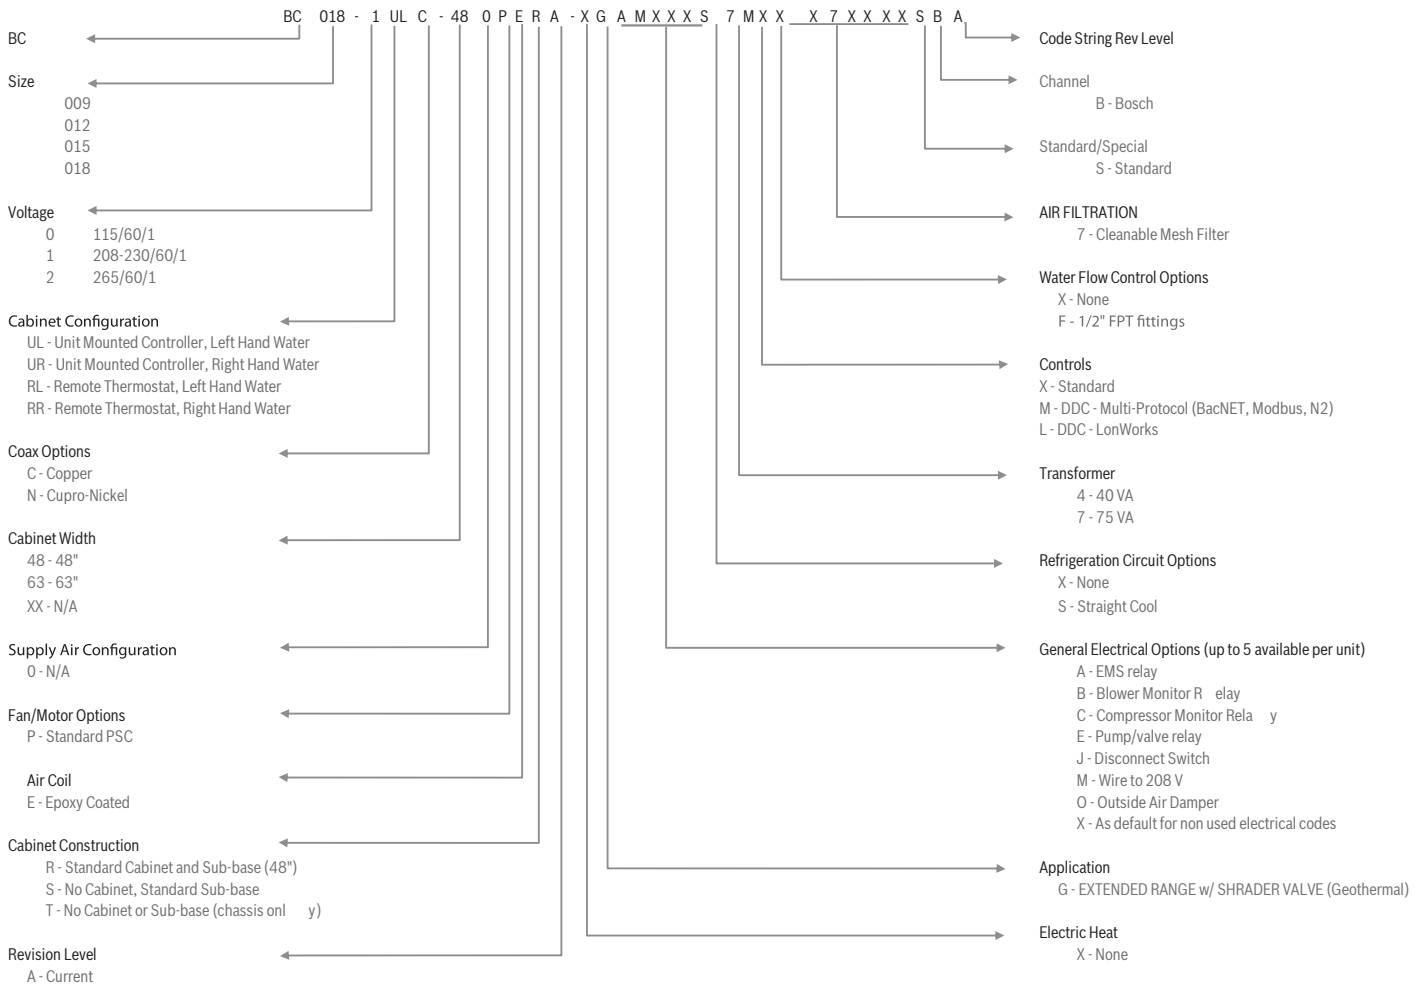 BC 018 - 1 UL C - 48 0 P E R A - X G A M X X X S 7 M X X X 7 X X X X S B A
BC
Size
009
012
015
018
Voltage
0 115/60/1
1 208-230/60/1
2 265/60/1
Cabinet Configuration
UL - Unit Mounted Controller, Left Hand Water
UR - Unit Mounted Controller, Right Hand Water
RL - Remote Thermostat, Left Hand Water
RR - Remote Thermostat, Right Hand Water
Coax Options
C - Copper
N - Cupro-Nickel
Cabinet Width
48 - 48"
63 - 63"
XX - N/A
Supply Air Configuration
0 - N/A
Fan/Motor Options
P - Standard PSC
Air Coil
E - Epoxy Coated
Cabinet Construction
R - Standard Cabinet and Sub-base (48")
S - No Cabinet, Standard Sub-base
T - No Cabinet or Sub-base (chassis onl y)
Revision Level
A - Current
Code String Rev Level
Channel
B - Bosch
Standard/Special
S - Standard
AIR FILTRATION
7 - Cleanable Mesh Filter
Water Flow Control Options
X - None
F - 1/2" FPT fittings
Controls
X - Standard
M - DDC - Multi-Protocol (BacNET, Modbus, N2)
L - DDC - LonWorks
Transformer
4 - 40 VA
7 - 75 VA
Refrigeration Circuit Options
X - None
S - Straight Cool
General Electrical Options (up to 5 available per unit)
A - EMS relay
B - Blower Monitor R elay
C - Compressor Monitor Rela y
E - Pump/valve relay
J - Disconnect Switch
M - Wire to 208 V
O - Outside Air Damper
X - As default for non used electrical codes
Application
G - EXTENDED RANGE w/ SHRADER VALVE (Geothermal)
Electric Heat
X - None